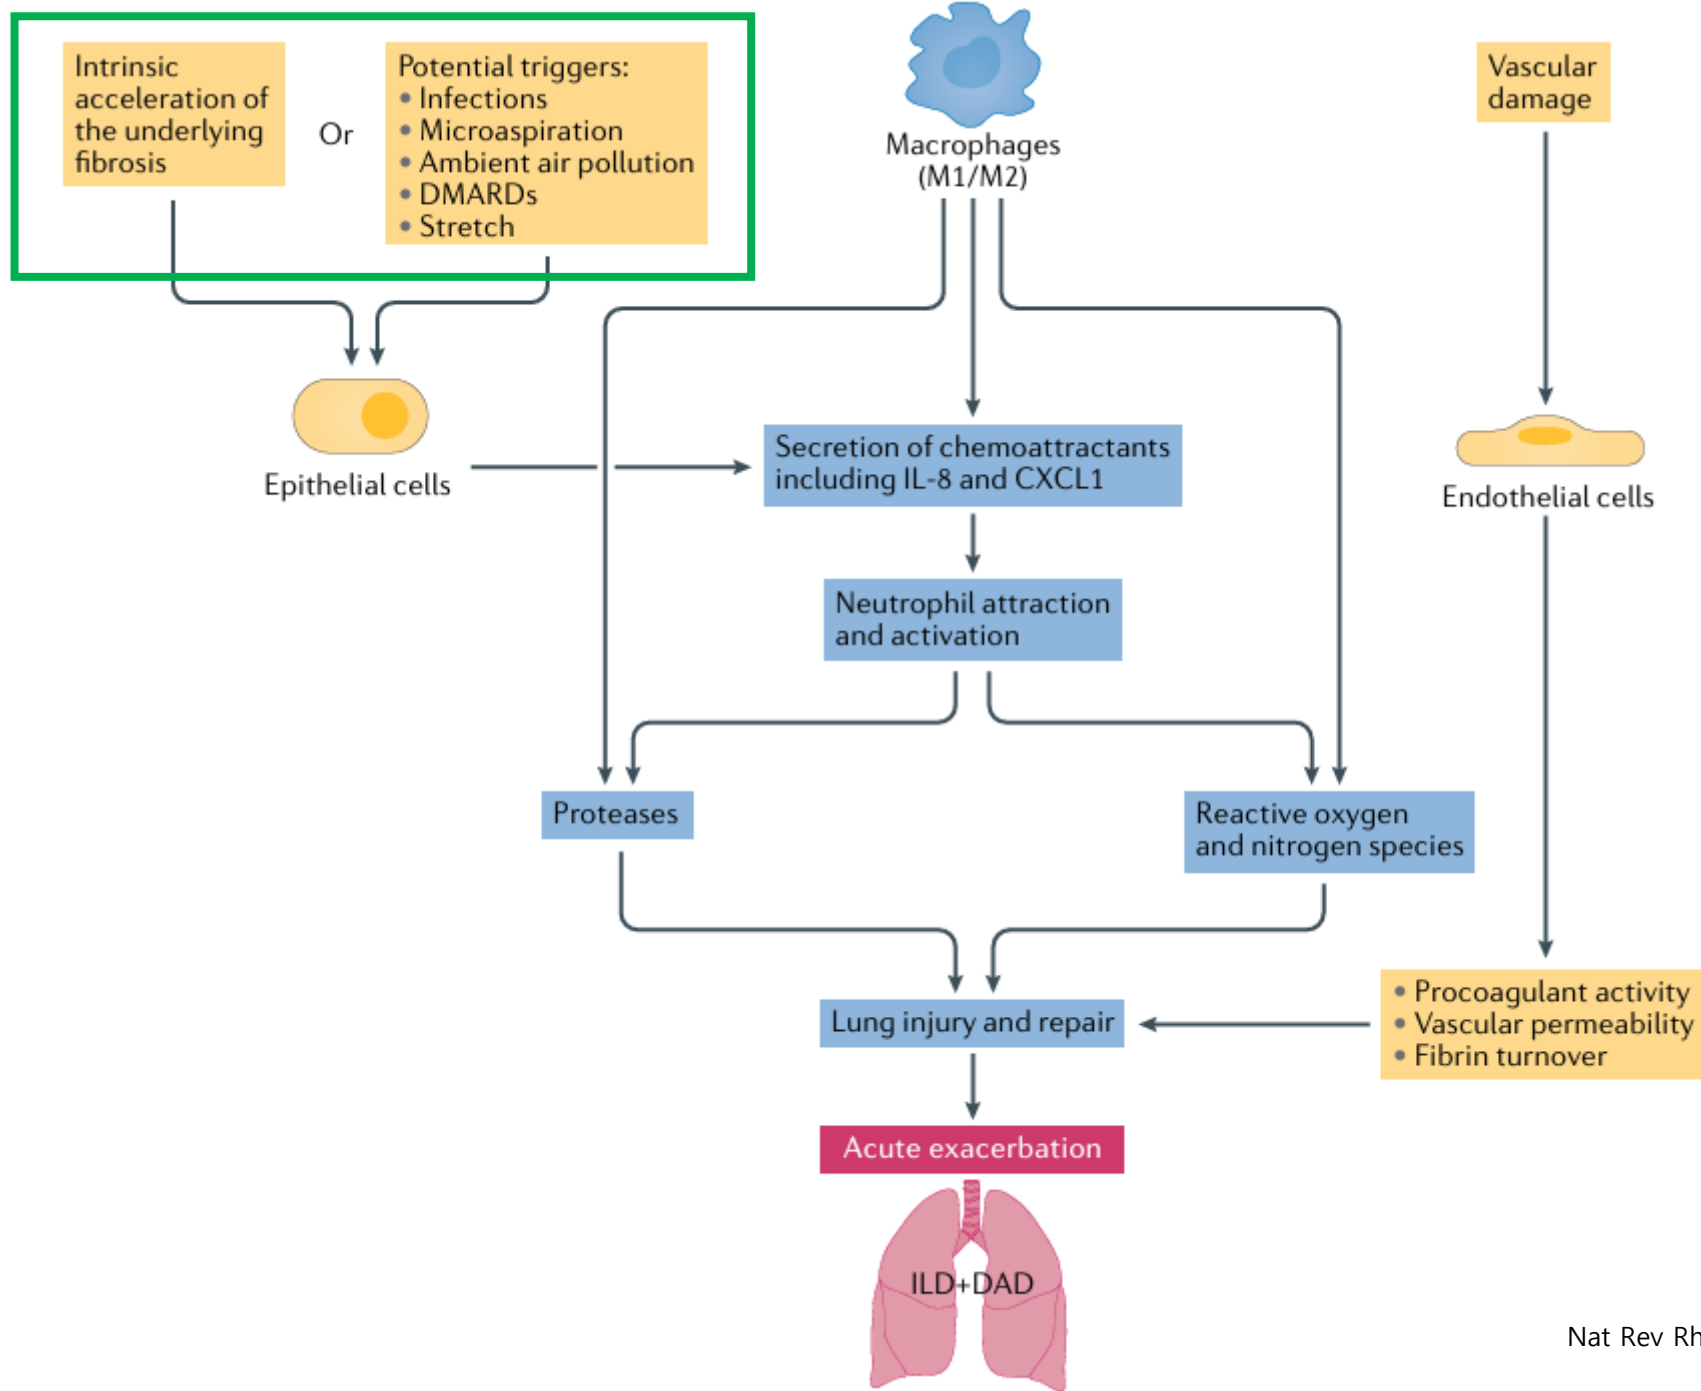 Intrinsic
acceleration of
the underlying
fibrosis
Or
Potential triggers:
• Infections
• Microaspiration
• Ambient air pollution
• DMARDs
• Stretch
Macrophages
(M1/M2)
Vascular
damage
Epithelial cells
Secretion of chemoattractants
including IL-8 and CXCL1
Endothelial cells
Neutrophil attraction
and activation
Proteases
Reactive oxygen
and nitrogen species
Lung injury and repair
• Procoagulant activity
• Vascular permeability
• Fibrin turnover
Acute exacerbation
ILD+DAD
Nat Rev Rh